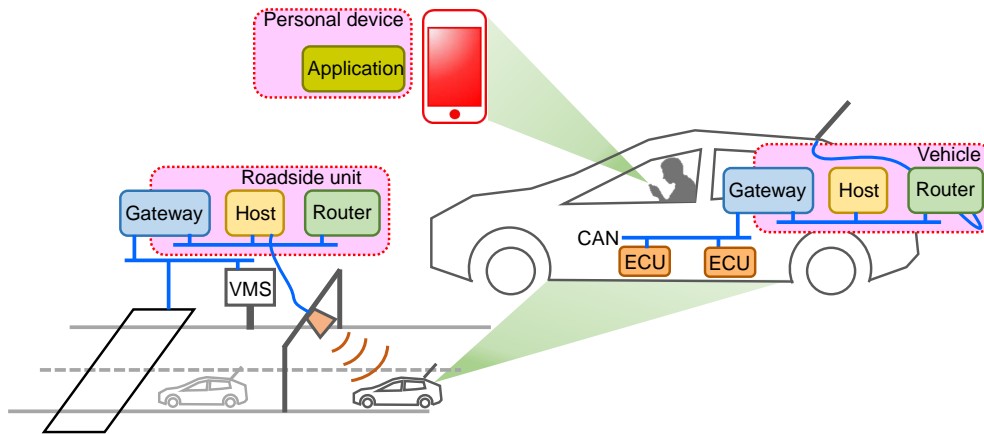 Personal device
Application
Vehicle
Gateway
Host
Router
Roadside unit
Gateway
Host
Router
CAN
ECU
ECU
VMS